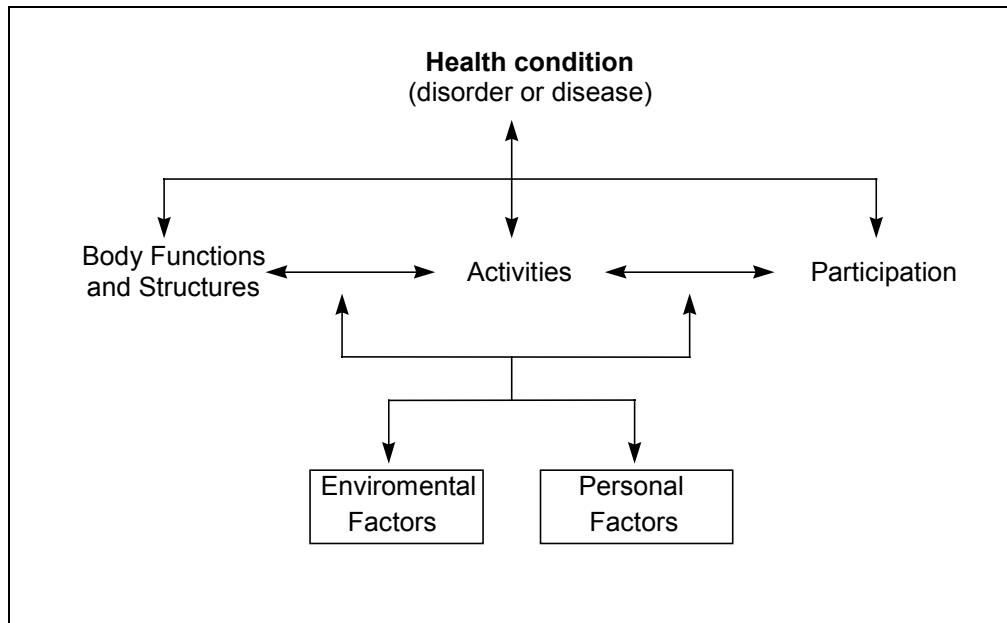 Health condition
(disorder or disease)
Body Functions
and Structures
Activities
Participation
Enviromental
Factors
Personal
Factors